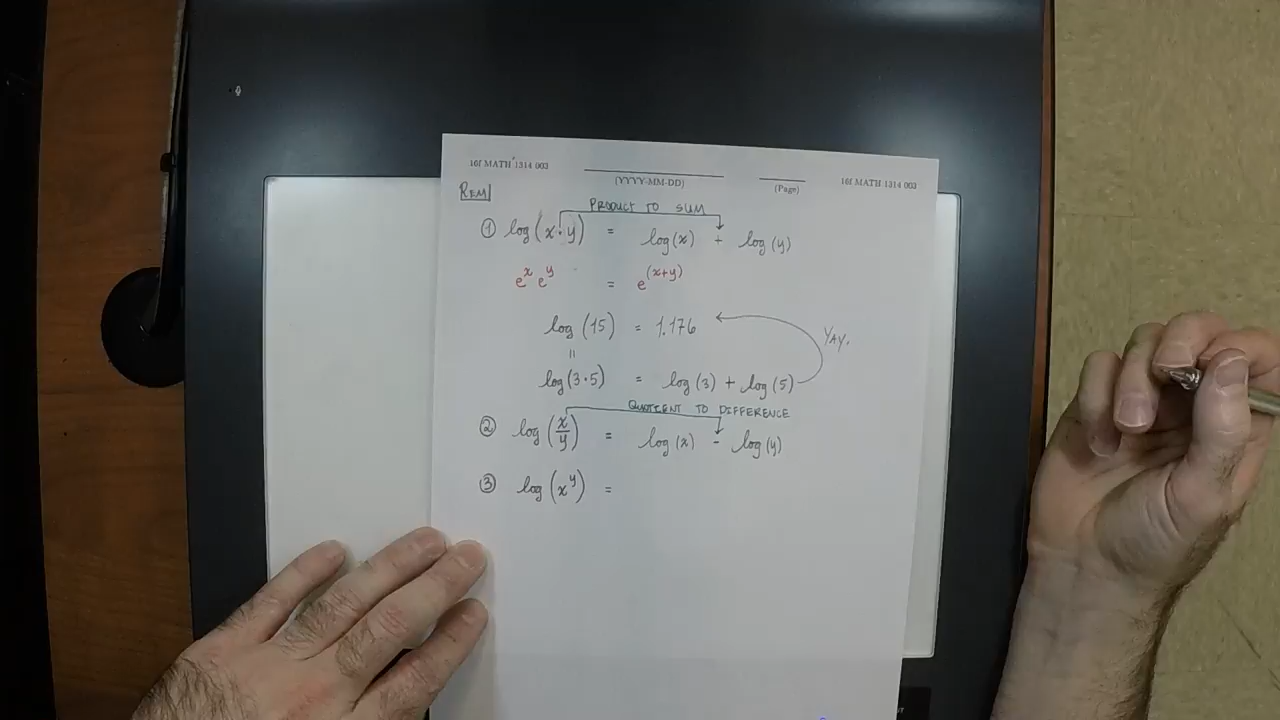 16f MATH 1314 003 (YYYY-MM-DD) (Page) 16f MATH 1314 003
REM
PRODUCT TO SUM
① log(x·y) = log(x) + log(y)
e^x e^y = e^(x+y)
log(15) = 1.176 YAY.
=
log(3·5) = log(3) + log(5)
QUOTIENT TO DIFFERENCE
② log(x/y) = log(x) - log(y)
③ log(x^y) =